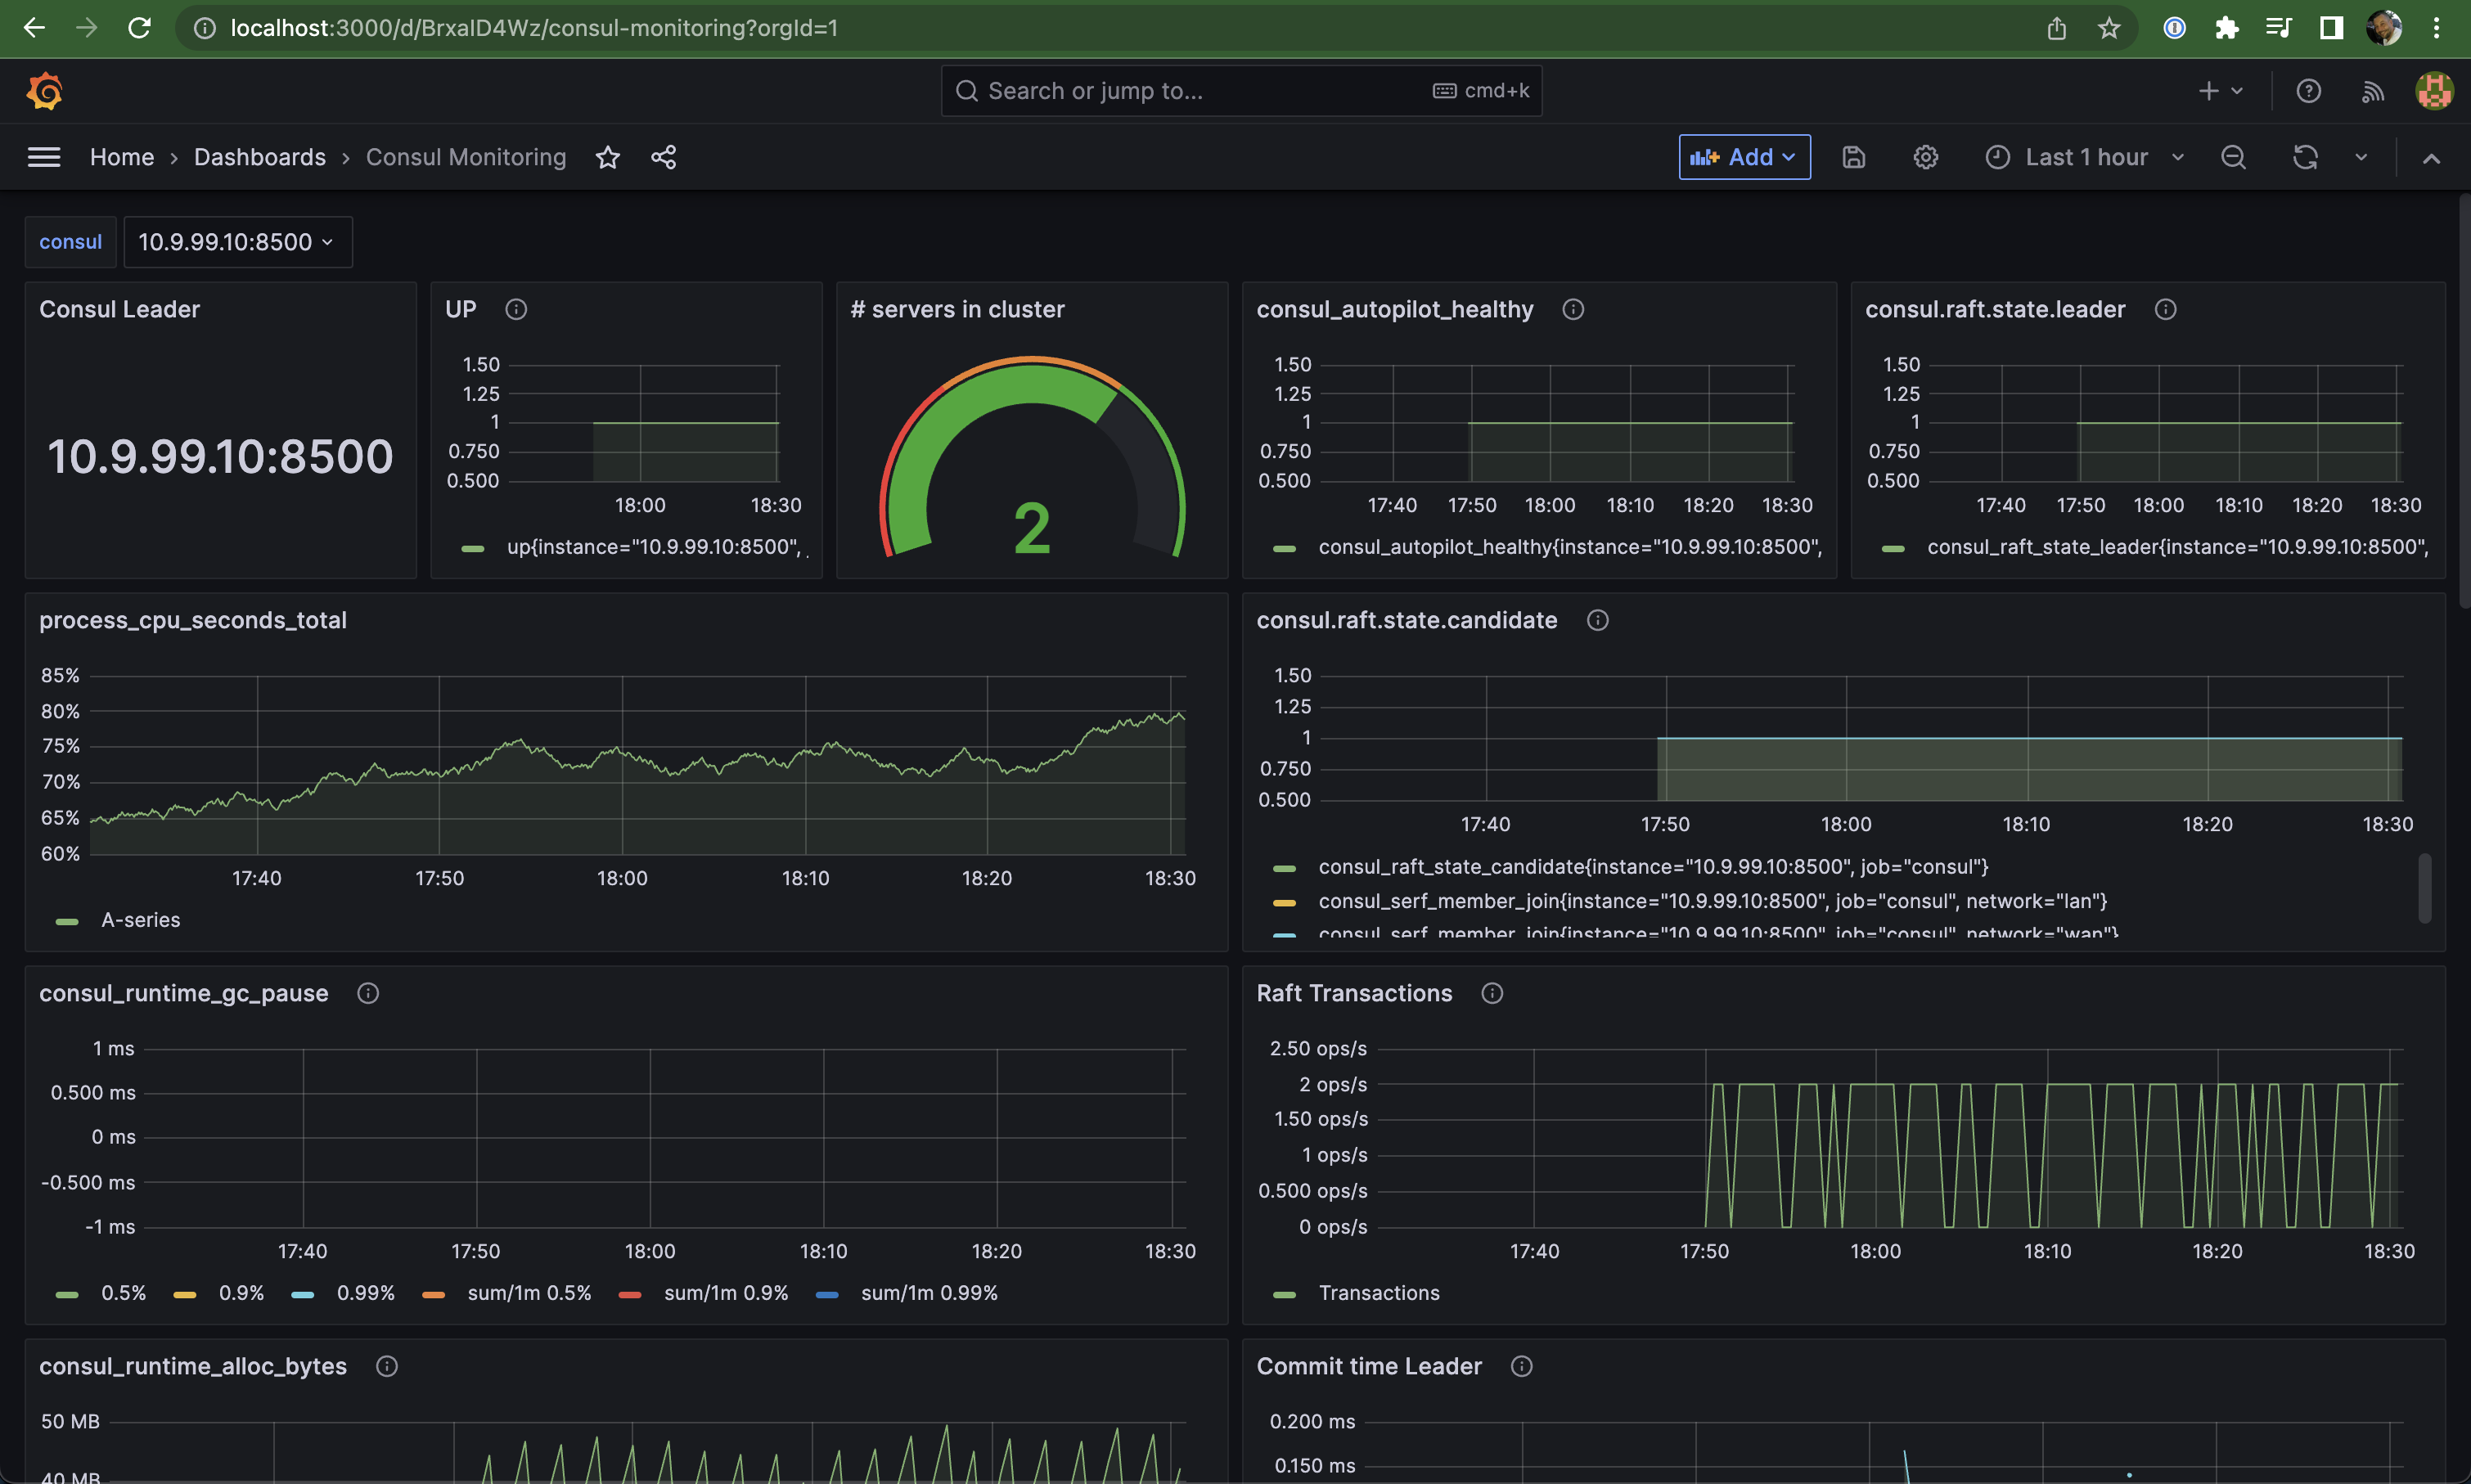 localhost:3000/d/BrxaID4Wz/consul-monitoring?orgId=1
Search or jump to...
cmd+k
Home › Dashboards › Consul Monitoring
Add
Last 1 hour
consul
10.9.99.10:8500
Consul Leader
10.9.99.10:8500
UP
1.50
1.25
1
0.750
0.500
18:00 18:30
up{instance="10.9.99.10:8500",
# servers in cluster
2
consul_autopilot_healthy
1.50
1.25
1
0.750
0.500
17:40 17:50 18:00 18:10 18:20 18:30
consul_autopilot_healthy{instance="10.9.99.10:8500",
consul.raft.state.leader
1.50
1.25
1
0.750
0.500
17:40 17:50 18:00 18:10 18:20 18:30
consul_raft_state_leader{instance="10.9.99.10:8500",
process_cpu_seconds_total
85%
80%
75%
70%
65%
60%
17:40 17:50 18:00 18:10 18:20 18:30
A-series
consul.raft.state.candidate
1.50
1.25
1
0.750
0.500
17:40 17:50 18:00 18:10 18:20 18:30
consul_raft_state_candidate{instance="10.9.99.10:8500", job="consul"}
consul_serf_member_join{instance="10.9.99.10:8500", job="consul", network="lan"}
consul_serf_member_join{instance="10.9.99.10:8500", job="consul", network="wan"}
consul_runtime_gc_pause
1 ms
0.500 ms
0 ms
-0.500 ms
-1 ms
17:40 17:50 18:00 18:10 18:20 18:30
0.5% 0.9% 0.99% sum/1m 0.5% sum/1m 0.9% sum/1m 0.99%
Raft Transactions
2.50 ops/s
2 ops/s
1.50 ops/s
1 ops/s
0.500 ops/s
0 ops/s
17:40 17:50 18:00 18:10 18:20 18:30
Transactions
consul_runtime_alloc_bytes
50 MB
40 MB
Commit time Leader
0.200 ms
0.150 ms